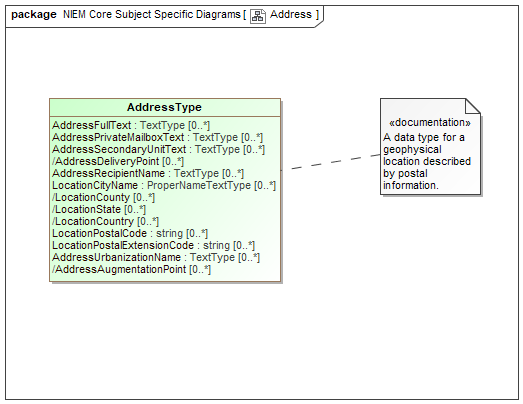 package NIEM Core Subject Specific Diagrams [ Address ]
AddressType
AddressFullText : TextType [0..*]
AddressPrivateMailboxText : TextType [0..*]
AddressSecondaryUnitText : TextType [0..*]
/AddressDeliveryPoint [0..*]
AddressRecipientName : TextType [0..*]
LocationCityName : ProperNameTextType [0..*]
/LocationCounty [0..*]
/LocationState [0..*]
/LocationCountry [0..*]
LocationPostalCode : string [0..*]
LocationPostalExtensionCode : string [0..*]
AddressUrbanizationName : TextType [0..*]
/AddressAugmentationPoint [0..*]
«documentation»
A data type for a
geophysical
location described
by postal
information.